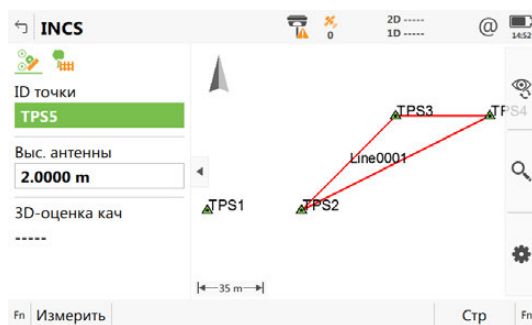 INCS
0
2D -----
1D -----
@
14:52
ID точки
TPS5
Выс. антенны
2.0000 m
3D-оценка кач
-----
TPS3
TPS4
Line0001
TPS1
TPS2
35 m
Fn Измерить
Стр Fn